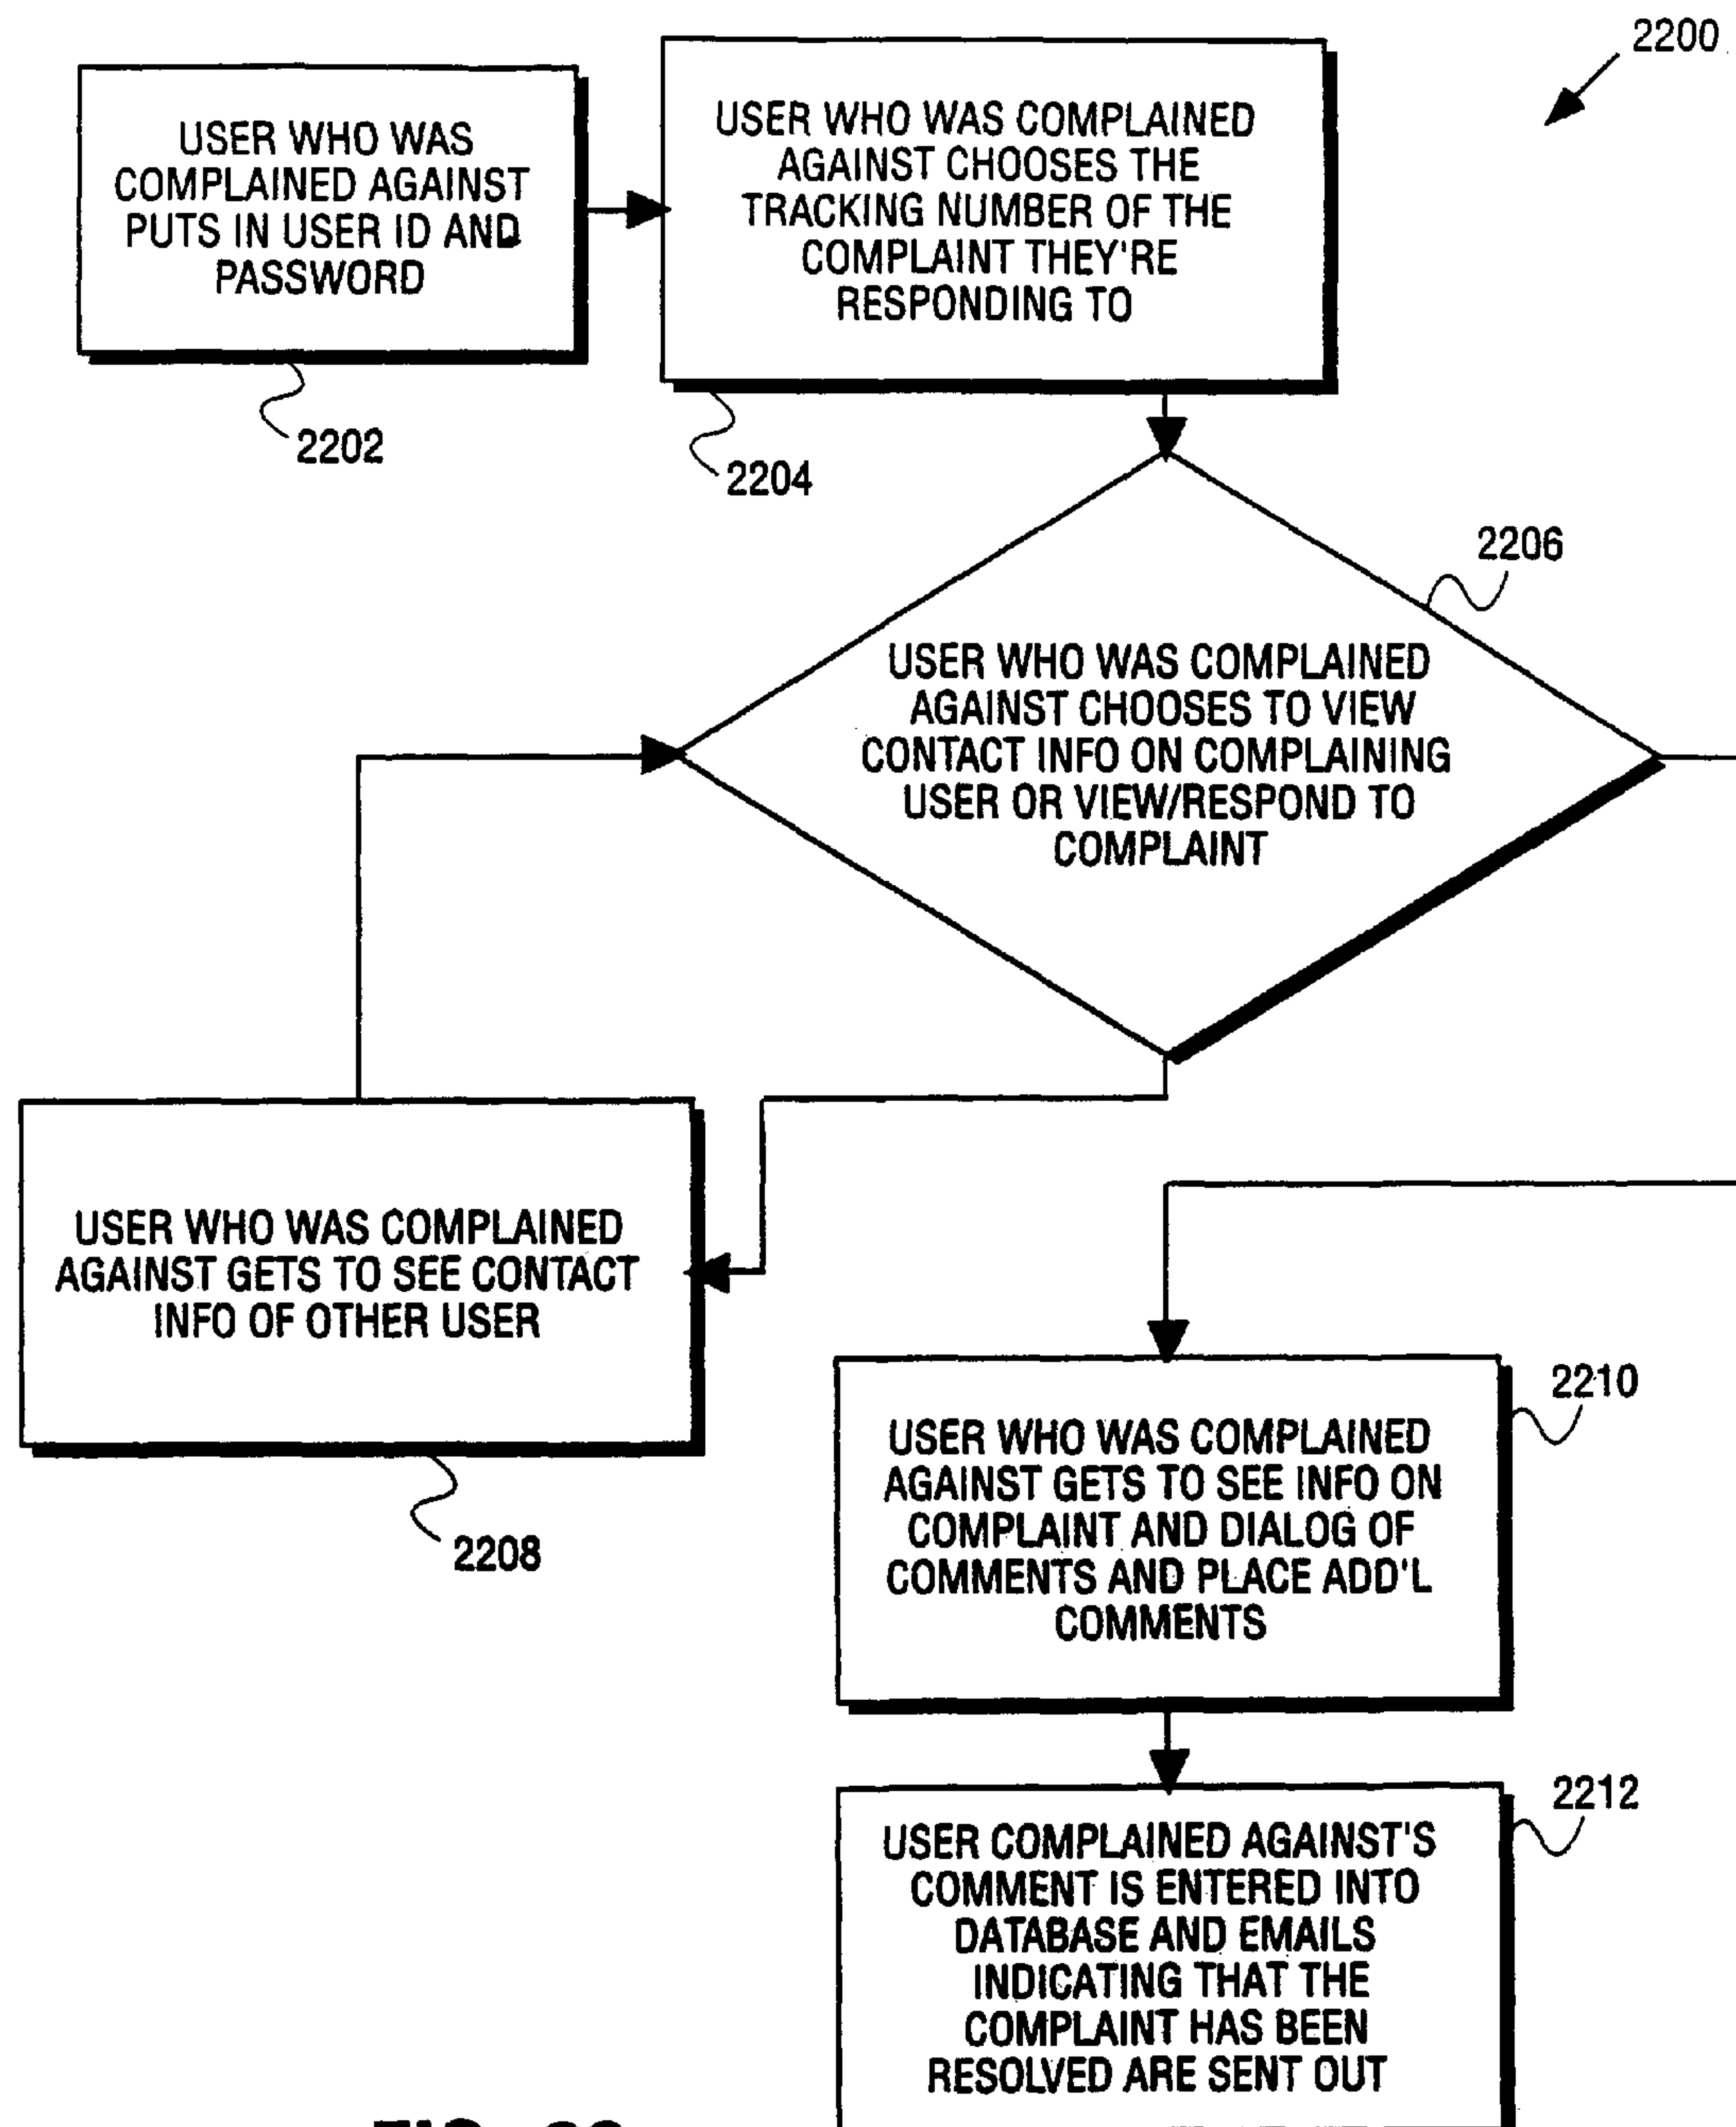 2200
USER WHO WAS
COMPLAINED AGAINST
PUTS IN USER ID AND
PASSWORD
2202
USER WHO WAS COMPLAINED
AGAINST CHOOSES THE
TRACKING NUMBER OF THE
COMPLAINT THEY'RE
RESPONDING TO
2204
2206
USER WHO WAS COMPLAINED
AGAINST CHOOSES TO VIEW
CONTACT INFO ON COMPLAINING
USER OR VIEW/RESPOND TO
COMPLAINT
USER WHO WAS COMPLAINED
AGAINST GETS TO SEE CONTACT
INFO OF OTHER USER
2208
2210
USER WHO WAS COMPLAINED
AGAINST GETS TO SEE INFO ON
COMPLAINT AND DIALOG OF
COMMENTS AND PLACE ADD'L
COMMENTS
2212
USER COMPLAINED AGAINST'S
COMMENT IS ENTERED INTO
DATABASE AND EMAILS
INDICATING THAT THE
COMPLAINT HAS BEEN
RESOLVED ARE SENT OUT